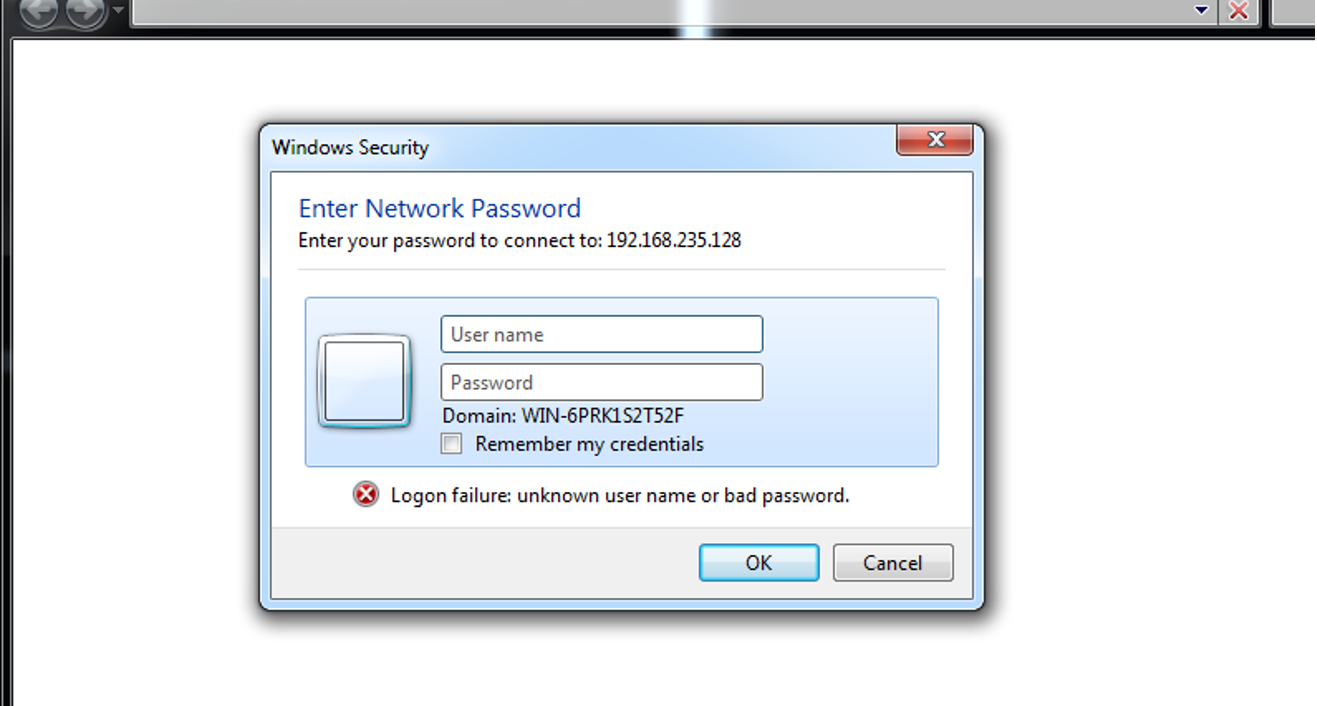 Windows Security
Enter Network Password
Enter your password to connect to: 192.168.235.128
User name
Password
Domain: WIN-6PRK1S2T52F
Remember my credentials
Logon failure: unknown user name or bad password.
OK
Cancel